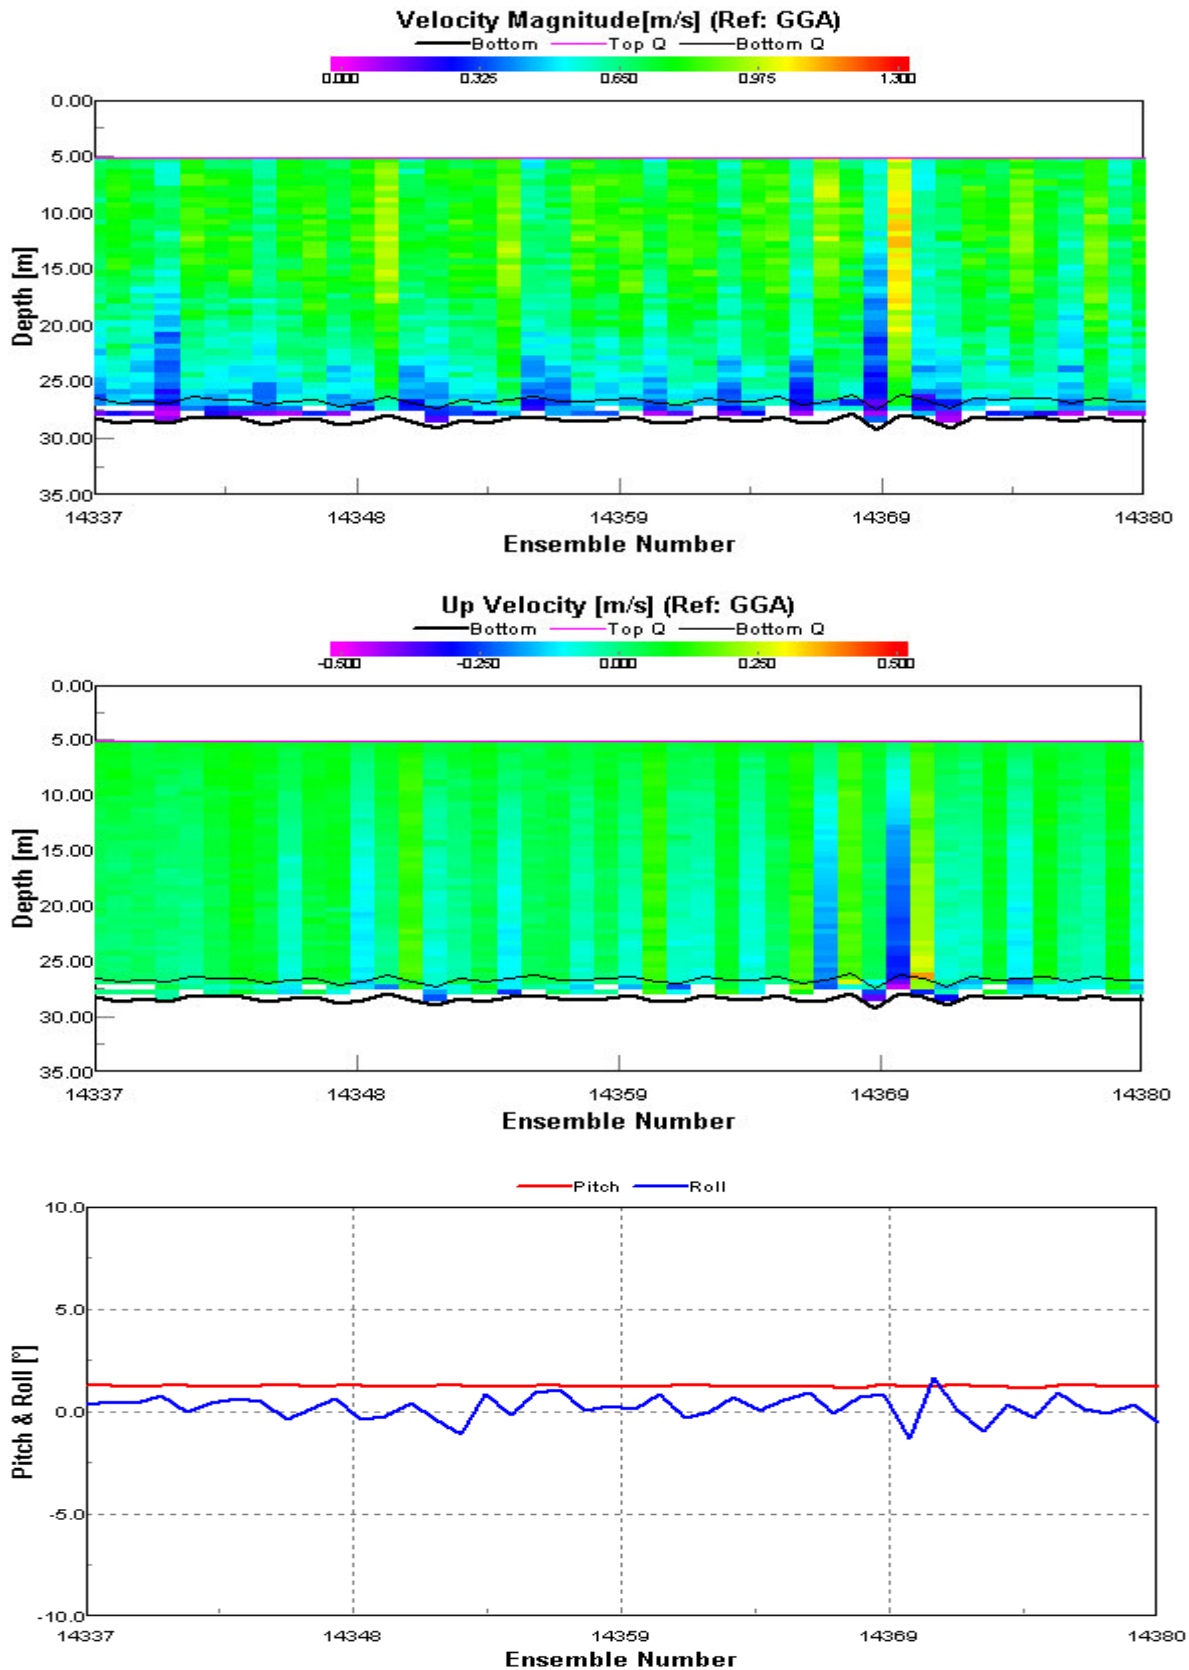 Velocity Magnitude[m/s] (Ref: GGA)
Bottom Top Q Bottom Q
0.000 0.325 0.650 0.975 1.300
0.00
5.00
10.00
15.00
20.00
25.00
30.00
35.00
Depth [m]
14337 14348 14359 14369 14380
Ensemble Number
Up Velocity [m/s] (Ref: GGA)
Bottom Top Q Bottom Q
-0.500 -0.250 0.000 0.250 0.500
0.00
5.00
10.00
15.00
20.00
25.00
30.00
35.00
Depth [m]
14337 14348 14359 14369 14380
Ensemble Number
Pitch Roll
10.0
5.0
0.0
-5.0
-10.0
Pitch & Roll [°]
14337 14348 14359 14369 14380
Ensemble Number